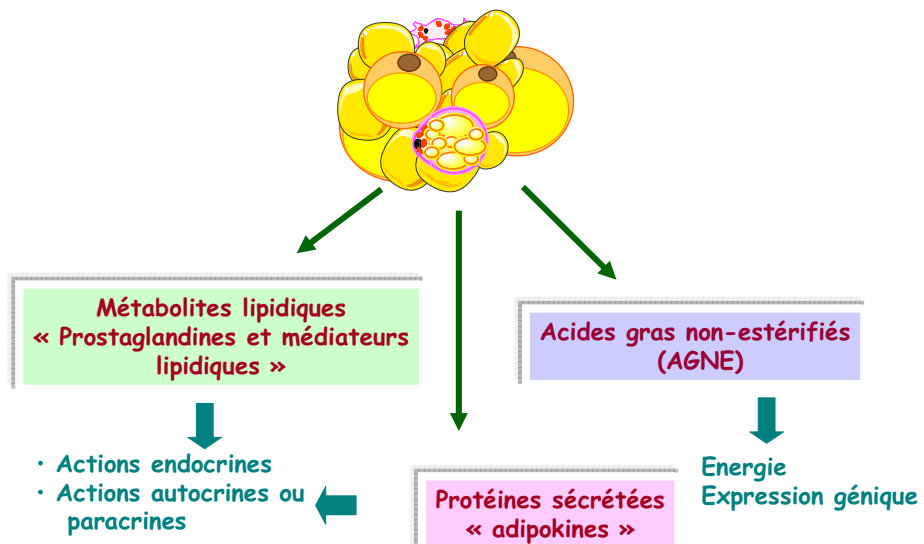 Métabolites lipidiques
« Prostaglandines et médiateurs
lipidiques »
Acides gras non-estérifiés
(AGNE)
• Actions endocrines
• Actions autocrines ou
paracrines
Protéines sécrétées
« adipokines »
Energie
Expression génique